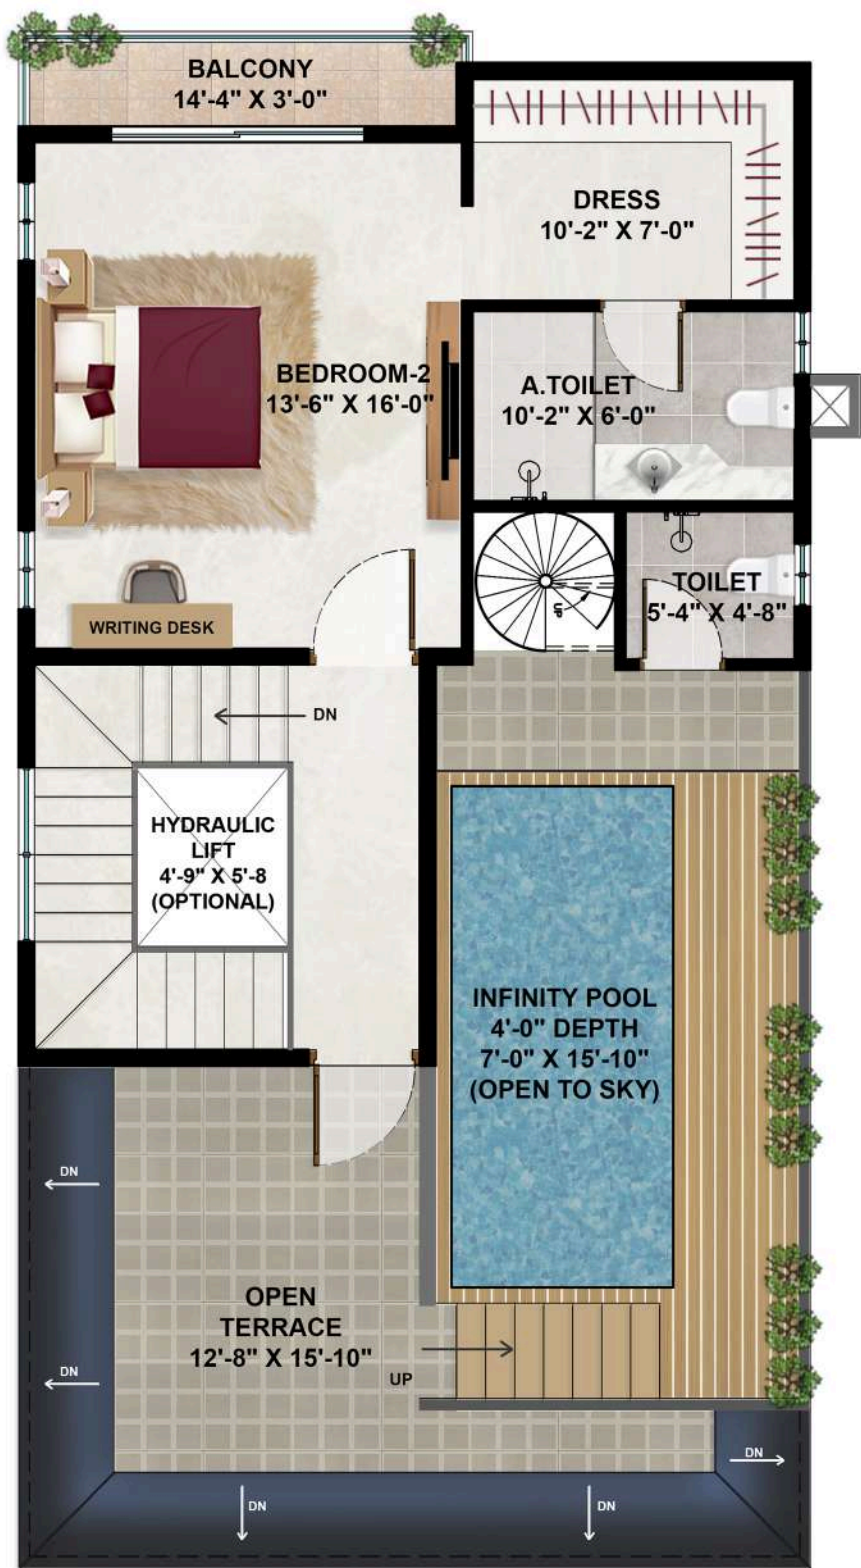 BALCONY
14'-4" X 3'-0"
DRESS
10'-2" X 7'-0"
BEDROOM-2
13'-6" X 16'-0"
A.TOILET
10'-2" X 6'-0"
TOILET
5'-4" X 4'-8"
UP
WRITING DESK
DN
HYDRAULIC
LIFT
4'-9" X 5'-8
(OPTIONAL)
INFINITY POOL
4'-0" DEPTH
7'-0" X 15'-10"
(OPEN TO SKY)
DN
OPEN
TERRACE
12'-8" X 15'-10"
UP
DN
DN
DN
DN